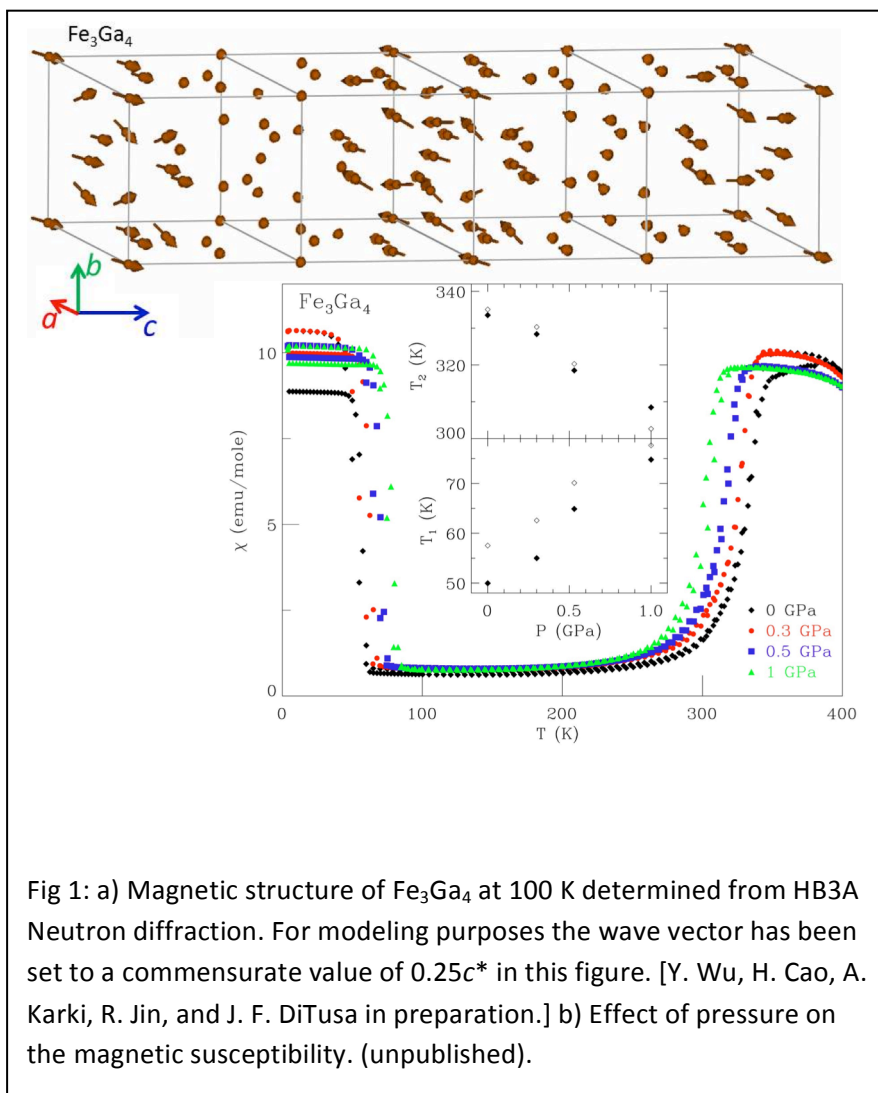 Fe₃Ga₄
b
a
c
Fe₃Ga₄
10
5
0
χ (emu/mole)
340
320
300
T₂ (K)
70
60
50
T₁ (K)
0
0.5
1.0
P (GPa)
0 GPa
0.3 GPa
0.5 GPa
1 GPa
0
100
200
300
400
T (K)
Fig 1: a) Magnetic structure of Fe₃Ga₄ at 100 K determined from HB3A
Neutron diffraction. For modeling purposes the wave vector has been
set to a commensurate value of 0.25c* in this figure. [Y. Wu, H. Cao, A.
Karki, R. Jin, and J. F. DiTusa in preparation.] b) Effect of pressure on
the magnetic susceptibility. (unpublished).